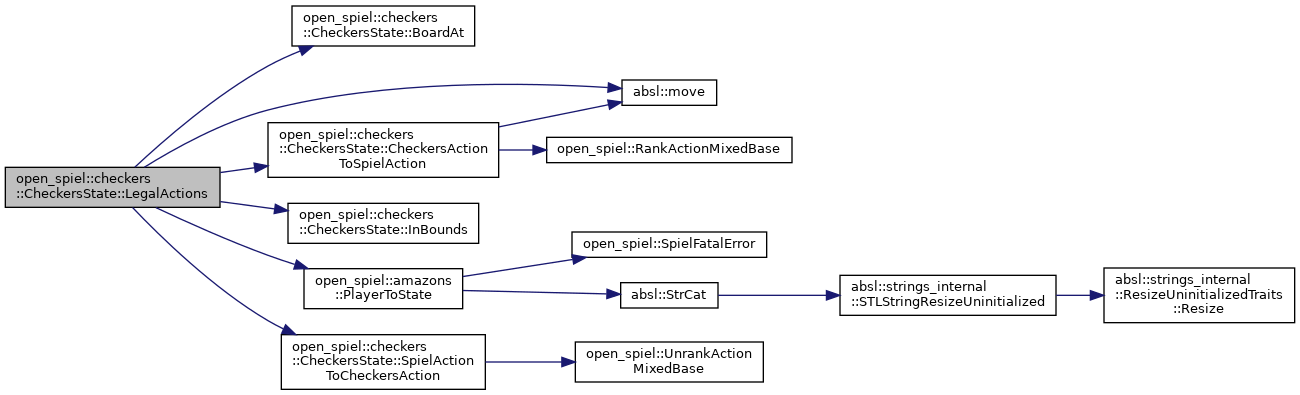 open_spiel::checkers
::CheckersState::LegalActions
open_spiel::checkers
::CheckersState::BoardAt
absl::move
open_spiel::checkers
::CheckersState::CheckersAction
ToSpielAction
open_spiel::RankActionMixedBase
open_spiel::checkers
::CheckersState::InBounds
open_spiel::amazons
::PlayerToState
open_spiel::SpielFatalError
absl::StrCat
absl::strings_internal
::STLStringResizeUninitialized
absl::strings_internal
::ResizeUninitializedTraits
::Resize
open_spiel::checkers
::CheckersState::SpielAction
ToCheckersAction
open_spiel::UnrankAction
MixedBase